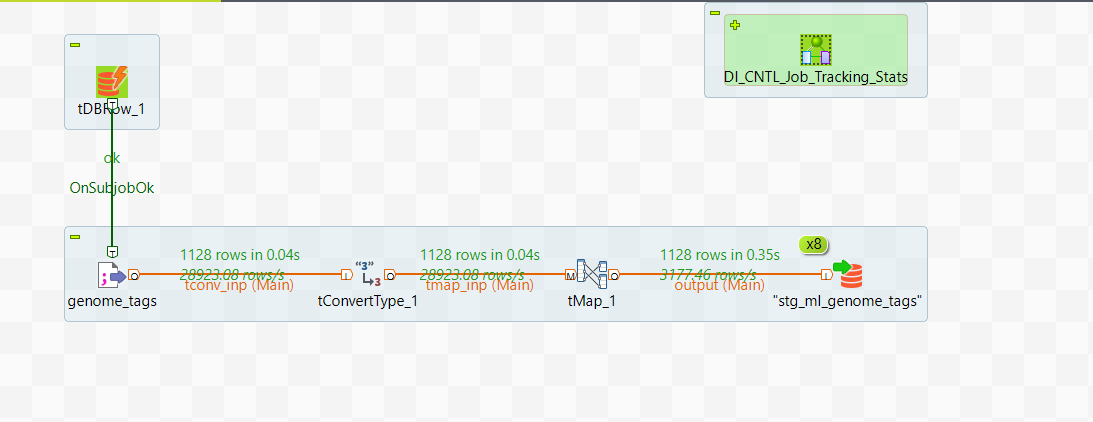 DI_CNTL_Job_Tracking_Stats
tDBRow_1
ok
OnSubjobOk
1128 rows in 0.04s
28923.08 rows/s
tconv_inp (Main)
1128 rows in 0.04s
28923.08 rows/s
tmap_inp (Main)
1128 rows in 0.35s
3177.46 rows/s
output (Main)
x8
genome_tags
tConvertType_1
tMap_1
"stg_ml_genome_tags"